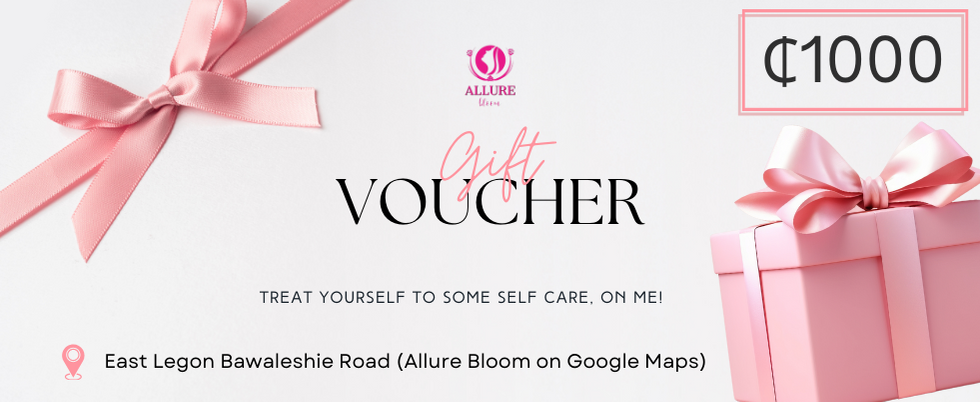 ₵1000
ALLURE
bloom
Gift
VOUCHER
TREAT YOURSELF TO SOME SELF CARE, ON ME!
East Legon Bawaleshie Road (Allure Bloom on Google Maps)